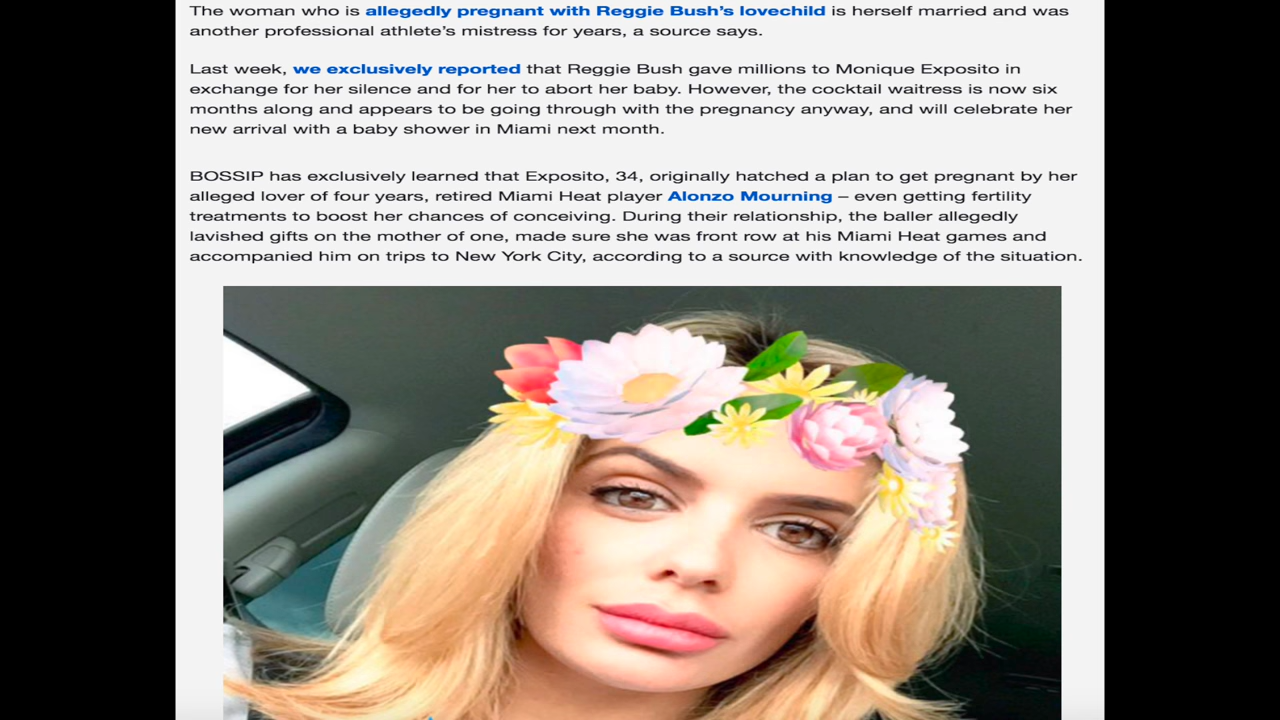 The woman who is allegedly pregnant with Reggie Bush’s lovechild is herself married and was
another professional athlete’s mistress for years, a source says.
Last week, we exclusively reported that Reggie Bush gave millions to Monique Exposito in
exchange for her silence and for her to abort her baby. However, the cocktail waitress is now six
months along and appears to be going through with the pregnancy anyway, and will celebrate her
new arrival with a baby shower in Miami next month.
BOSSIP has exclusively learned that Exposito, 34, originally hatched a plan to get pregnant by her
alleged lover of four years, retired Miami Heat player Alonzo Mourning – even getting fertility
treatments to boost her chances of conceiving. During their relationship, the baller allegedly
lavished gifts on the mother of one, made sure she was front row at his Miami Heat games and
accompanied him on trips to New York City, according to a source with knowledge of the situation.